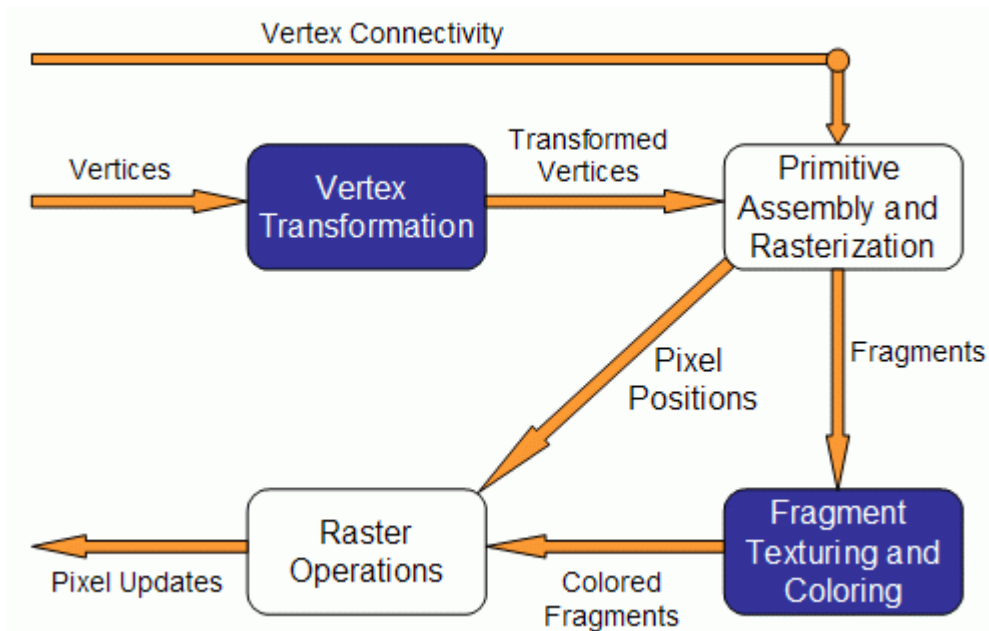 Vertex Connectivity
Vertices
Vertex
Transformation
Transformed
Vertices
Primitive
Assembly and
Rasterization
Pixel
Positions
Fragments
Raster
Operations
Pixel Updates
Colored
Fragments
Fragment
Texturing and
Coloring